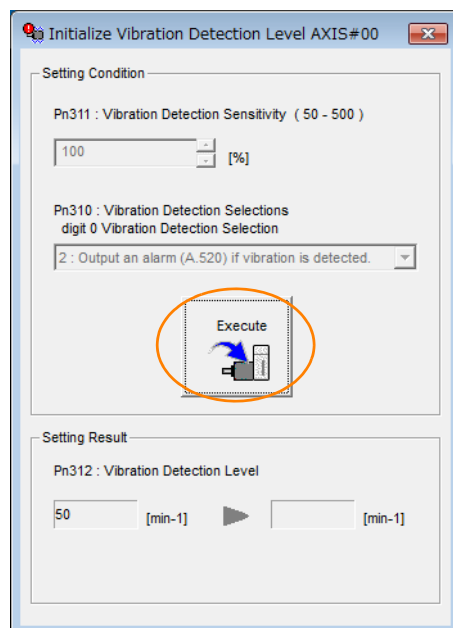 Initialize Vibration Detection Level AXIS#00
Setting Condition
Pn311 : Vibration Detection Sensitivity ( 50 - 500 )
100
[%]
Pn310 : Vibration Detection Selections
digit 0 Vibration Detection Selection
2 : Output an alarm (A.520) if vibration is detected.
Execute
Setting Result
Pn312 : Vibration Detection Level
50 [min-1] [min-1]